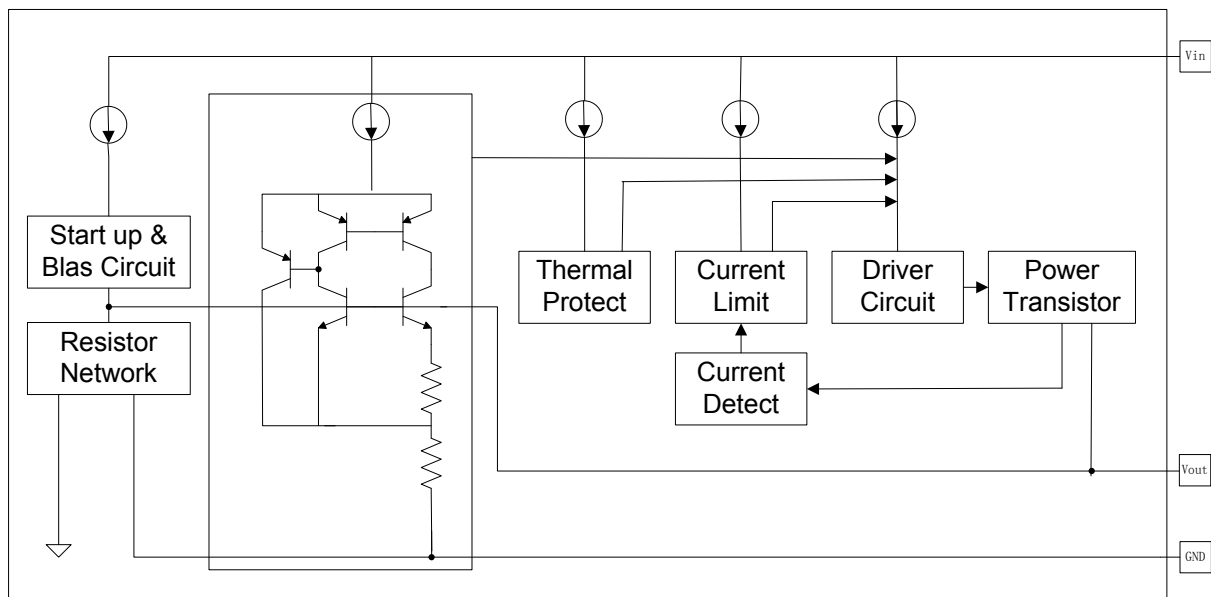 Vin
Start up &
Blas Circuit
Thermal
Protect
Current
Limit
Driver
Circuit
Power
Transistor
Resistor
Network
Current
Detect
Vout
GND